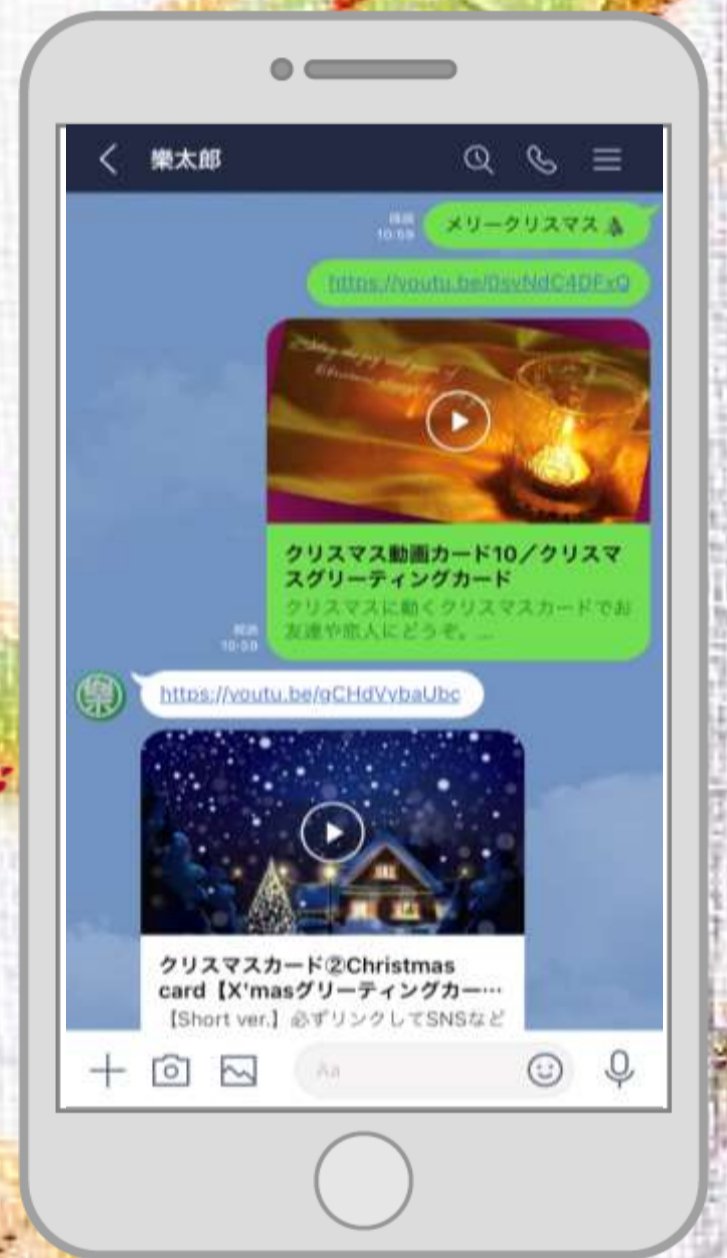 樂太郎
メリークリスマス🎄
既読
10:59
https://youtu.be/0svNdC4DFxQ
クリスマス動画カード10／クリスマ
スグリーティングカード
クリスマスに動くクリスマスカードでお
友達や恋人にどうぞ。...
既読
10:59
樂
https://youtu.be/gCHdVybaUbc
クリスマスカード②Christmas
card【X'masグリーティングカー…
【Short ver.】必ずリンクしてSNSなど
Aa